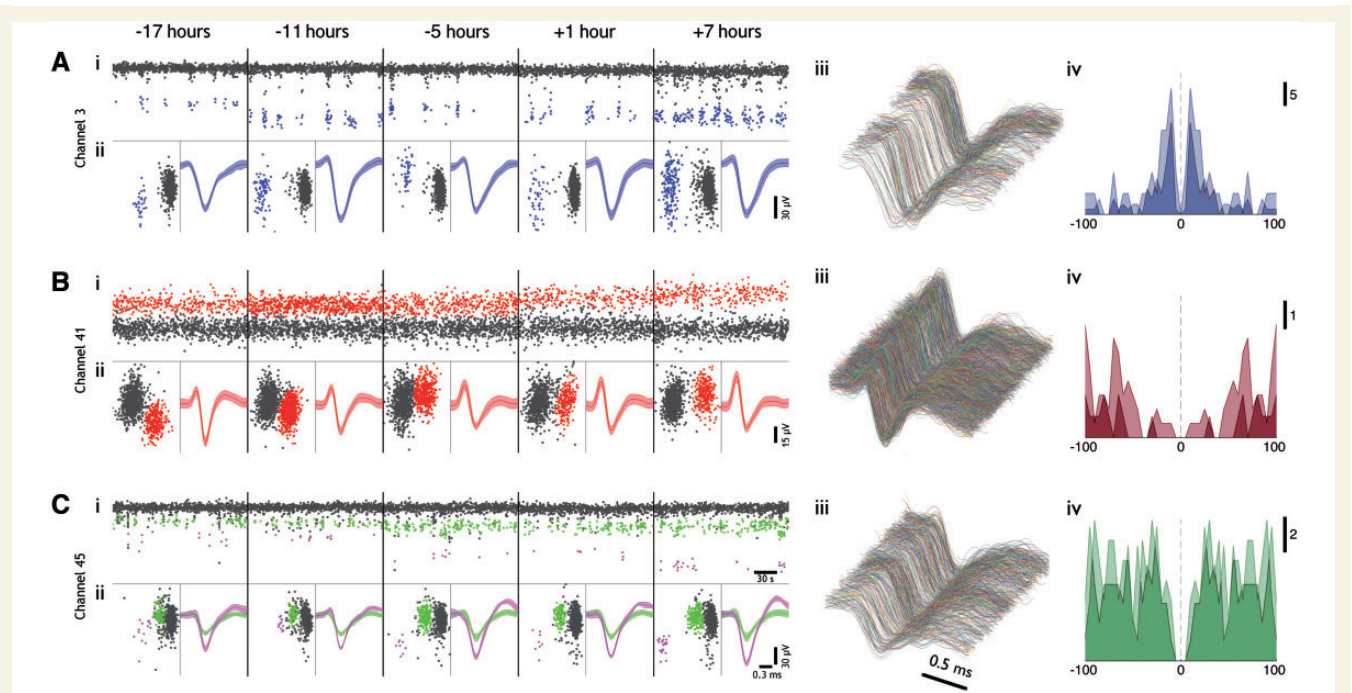 -17 hours -11 hours -5 hours +1 hour +7 hours
A i iii iv
5
Channel 3
ii
30 µV
-100 0 100
B i iii iv
1
Channel 41
ii
15 µV
-100 0 100
C i iii iv
2
Channel 45
30 s
ii
30 µV
0.3 ms
0.5 ms
-100 0 100